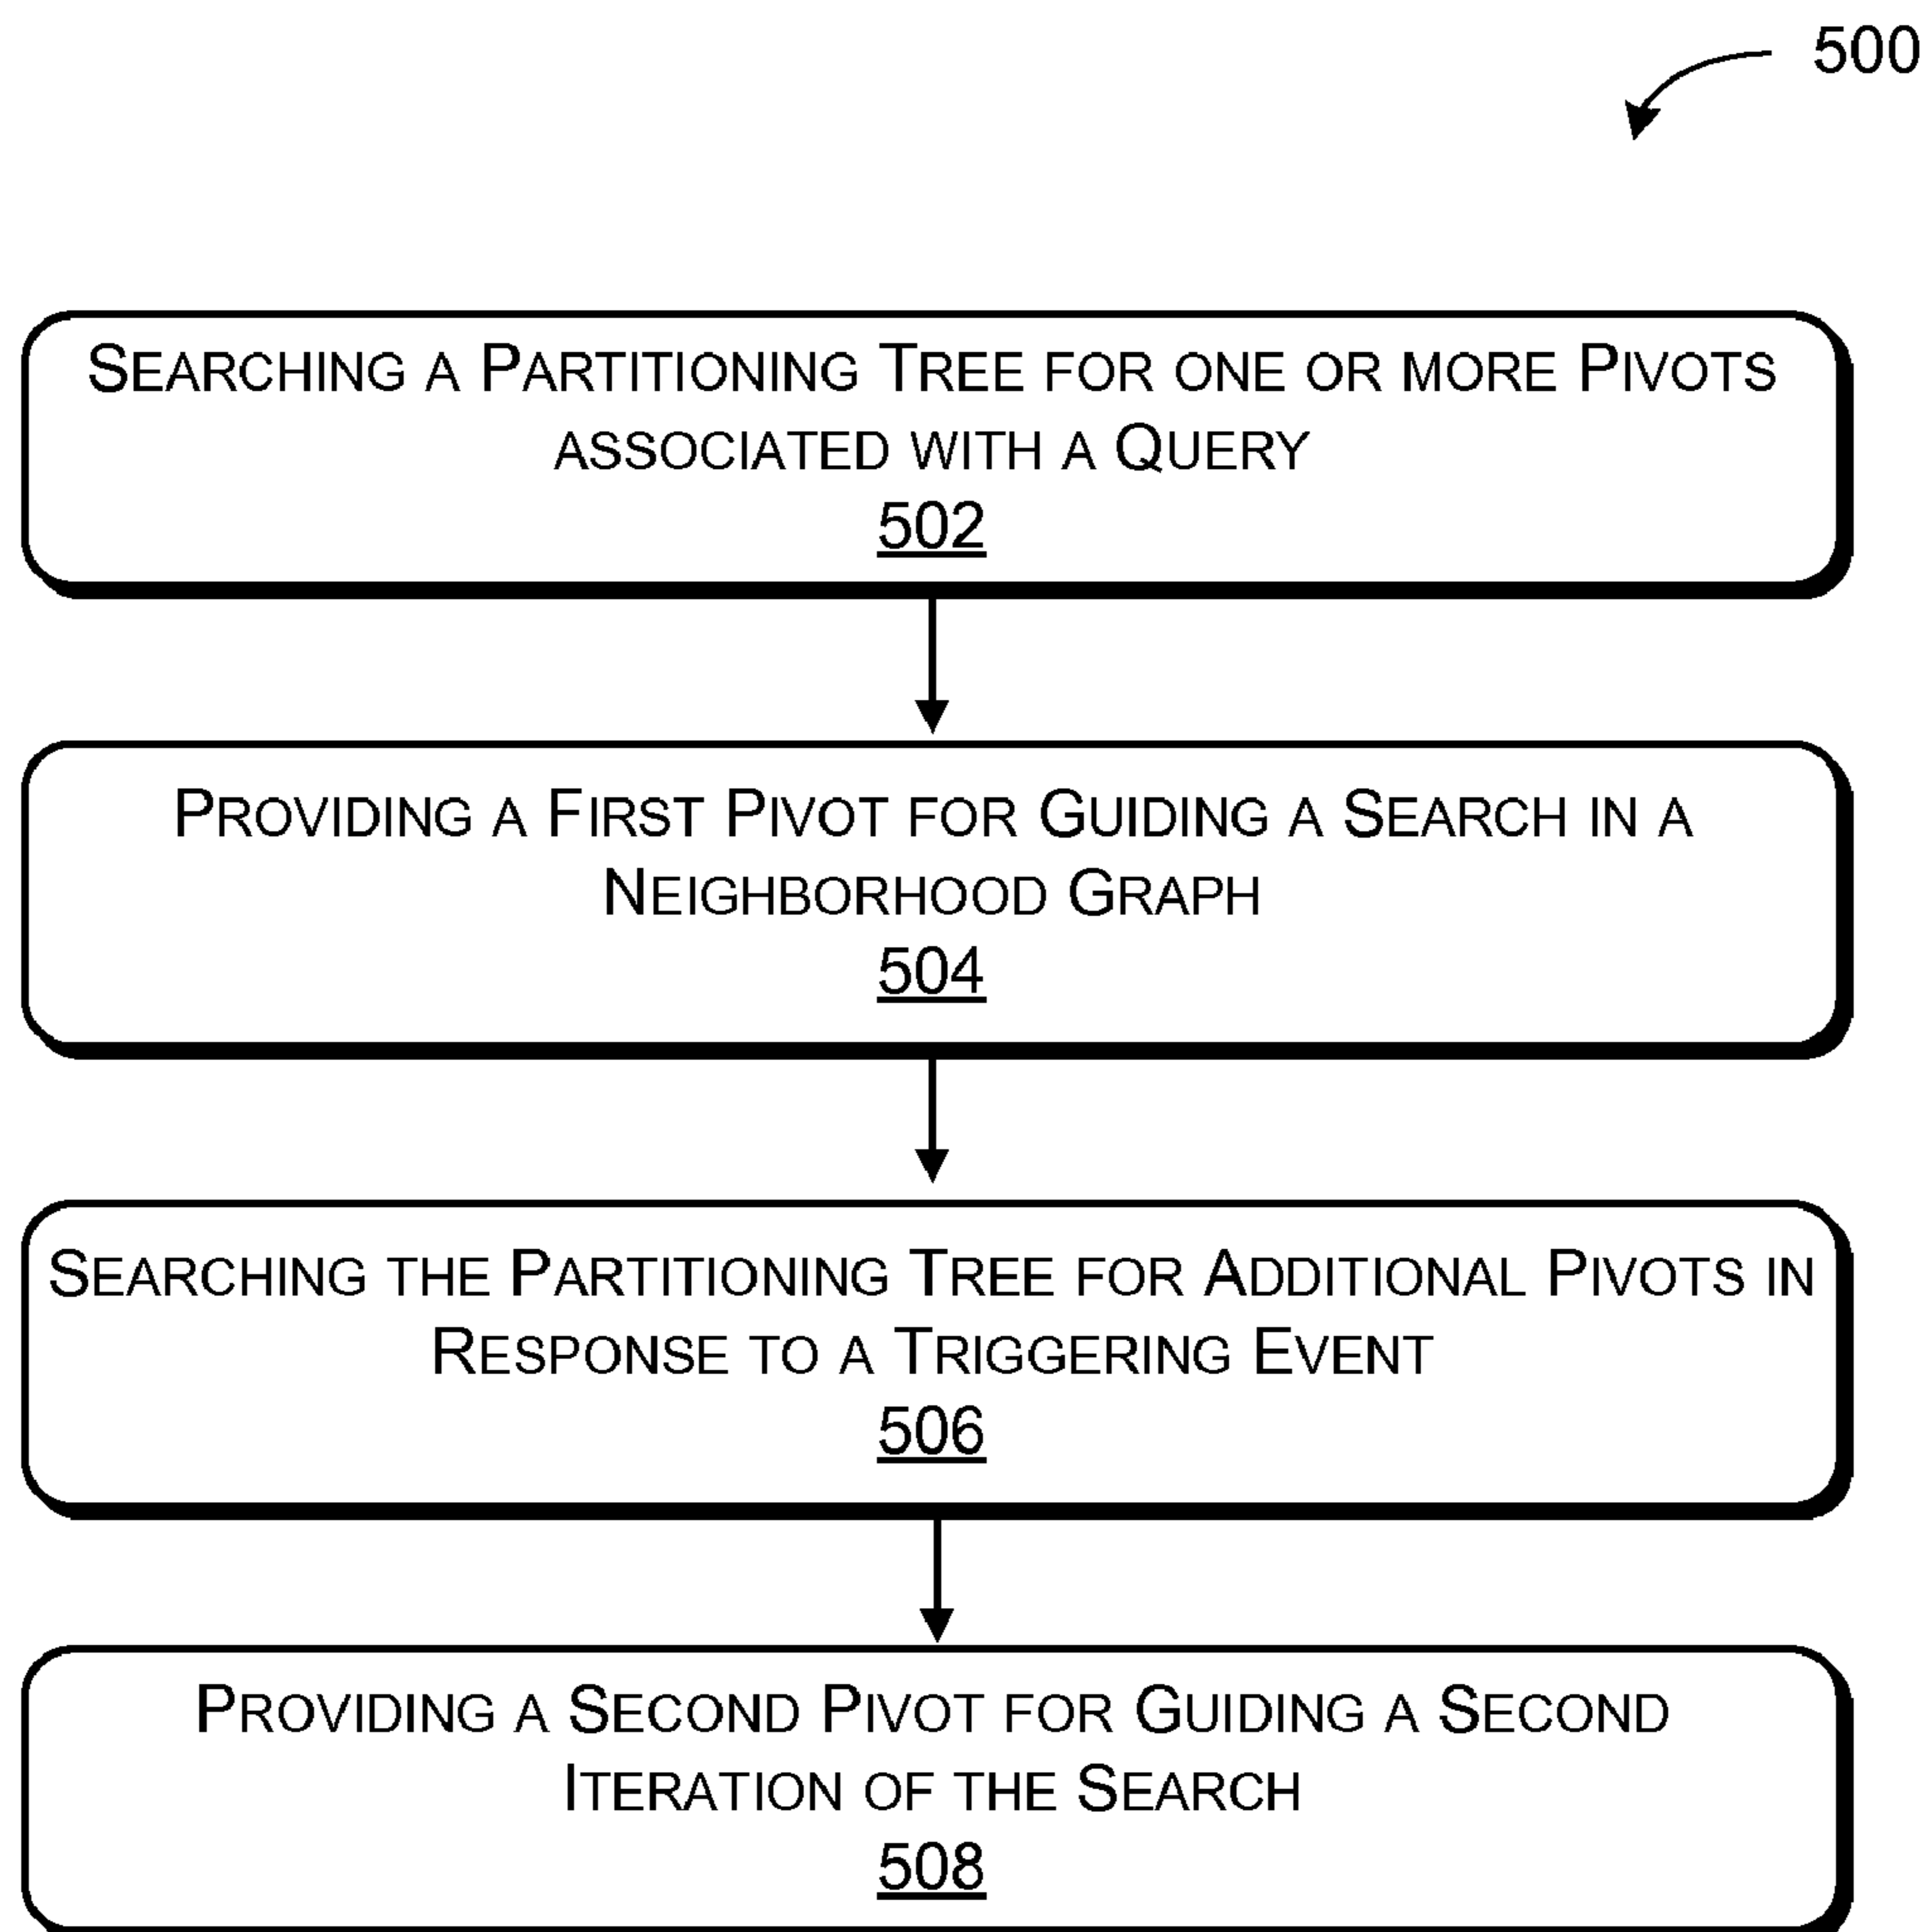 500
Searching a Partitioning Tree for one or more Pivots
associated with a Query
502
Providing a First Pivot for Guiding a Search in a
Neighborhood Graph
504
Searching the Partitioning Tree for Additional Pivots in
Response to a Triggering Event
506
Providing a Second Pivot for Guiding a Second
Iteration of the Search
508